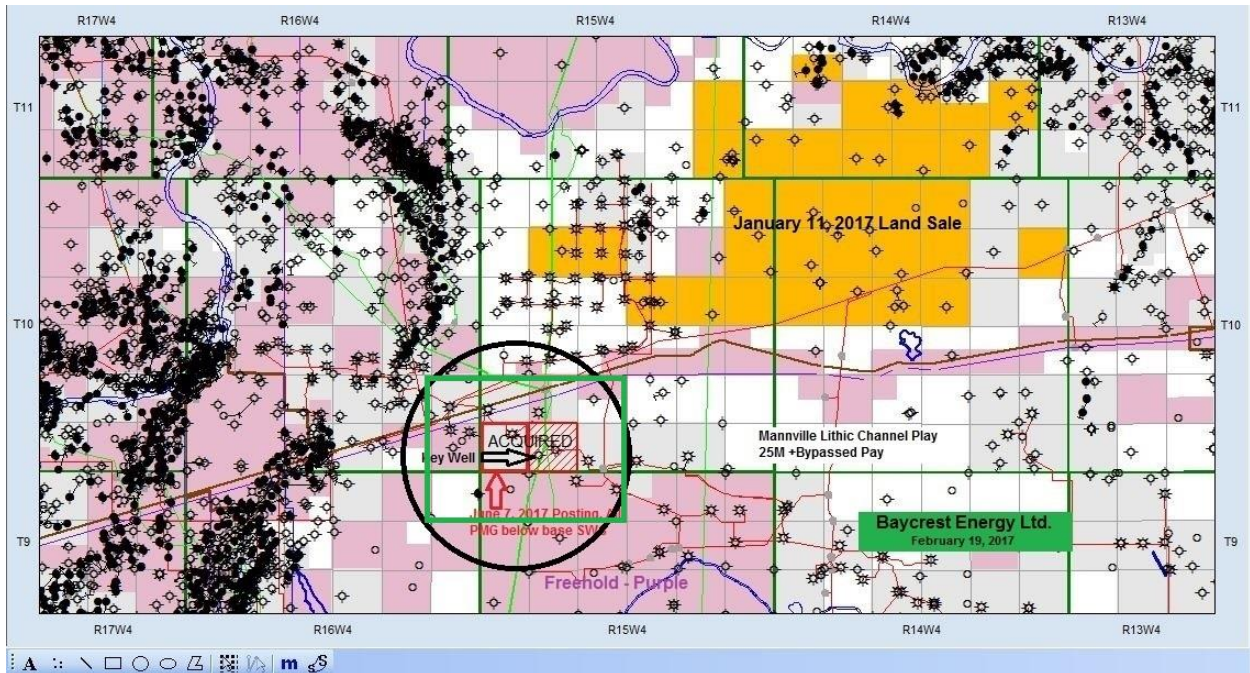 R17W4 R16W4 R15W4 R14W4 R13W4
T11 T11
January 11, 2017 Land Sale
T10 T10
ACQUIRED
Key Well
Mannville Lithic Channel Play
25M +Bypassed Pay
June 7, 2017 Posting, 
PMG below base
Baycrest Energy Ltd.
February 19, 2017
T9 T9
Freehold - Purple
R17W4 R16W4 R15W4 R14W4 R13W4
A m